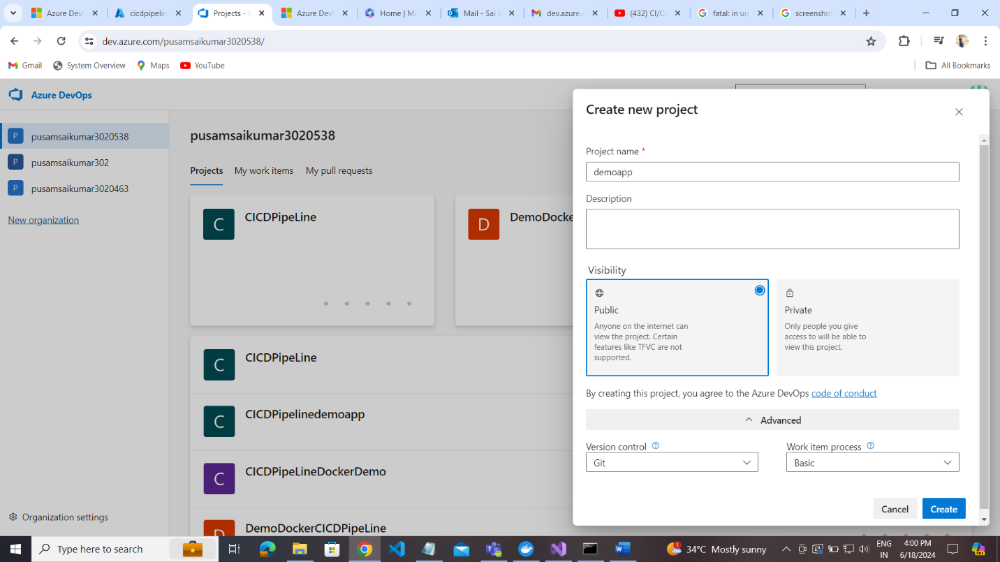 Azure Dev
cicdpipelin
Projects -
Azure Dev
Home | Mi
Mail - Sai
dev.azure.c
(432) CI/C
fatal: in un
screenshot
dev.azure.com/pusamsaikumar3020538/
Gmail
System Overview
Maps
YouTube
All Bookmarks
Azure DevOps
P pusamsaikumar3020538
P pusamsaikumar302
P pusamsaikumar3020463
New organization
Organization settings
pusamsaikumar3020538
Projects My work items My pull requests
C CICDPipeLine
D DemoDocke
C CICDPipeLine
C CICDPipelinedemoapp
C CICDPipeLineDockerDemo
D DemoDockerCICDPipeLine
Create new project
Project name *
demoapp
Description
Visibility
Public
Anyone on the internet can
view the project. Certain
features like TFVC are not
supported.
Private
Only people you give
access to will be able to
view this project.
By creating this project, you agree to the Azure DevOps code of conduct
Advanced
Version control
Git
Work item process
Basic
Cancel Create
Type here to search
1
34°C Mostly sunny
ENG
IN
4:00 PM
6/18/2024